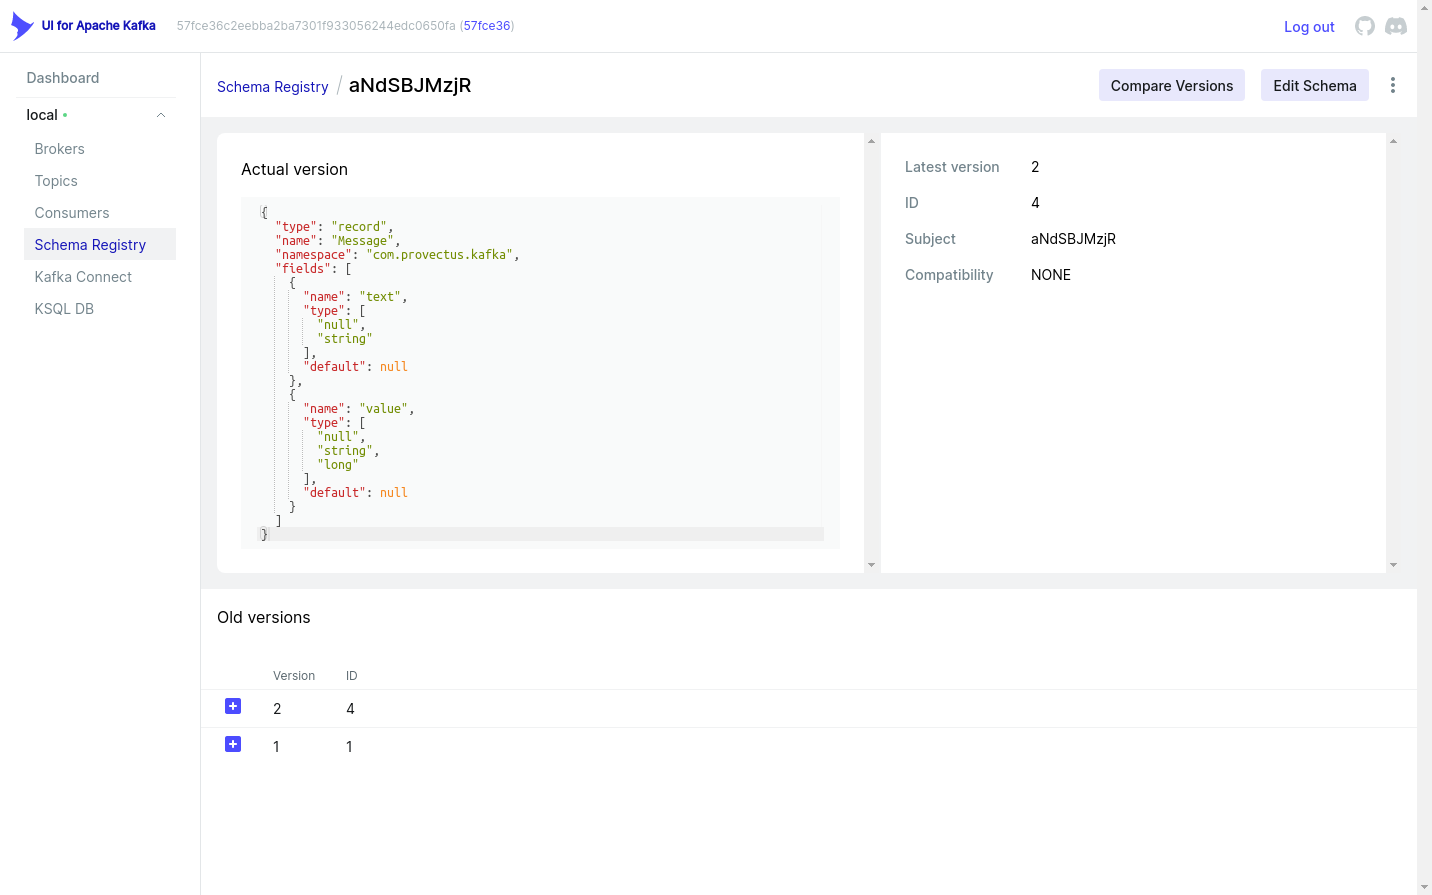 UI for Apache Kafka
57fce36c2eebba2ba7301f933056244edc0650fa (57fce36)
Log out
Dashboard
local
Brokers
Topics
Consumers
Schema Registry
Kafka Connect
KSQL DB
Schema Registry / aNdSBJMzjR
Compare Versions
Edit Schema
Actual version
{
  "type": "record",
  "name": "Message",
  "namespace": "com.provectus.kafka",
  "fields": [
    {
      "name": "text",
      "type": [
        "null",
        "string"
      ],
      "default": null
    },
    {
      "name": "value",
      "type": [
        "null",
        "string",
        "long"
      ],
      "default": null
    }
  ]
}
Latest version 2
ID 4
Subject aNdSBJMzjR
Compatibility NONE
Old versions
Version ID
2 4
1 1